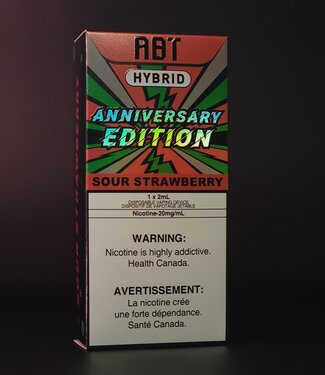 ABT
HYBRID
ANNIVERSARY
EDITION
SOUR STRAWBERRY
1 x 2mL
DISPOSABLE VAPING DEVICE
DISPOSITIF DE VAPOTAGE JETABLE
Nicotine-20mg/mL
WARNING:
Nicotine is highly addictive.
Health Canada.
AVERTISSEMENT:
La nicotine crée
une forte dépendance.
Santé Canada.